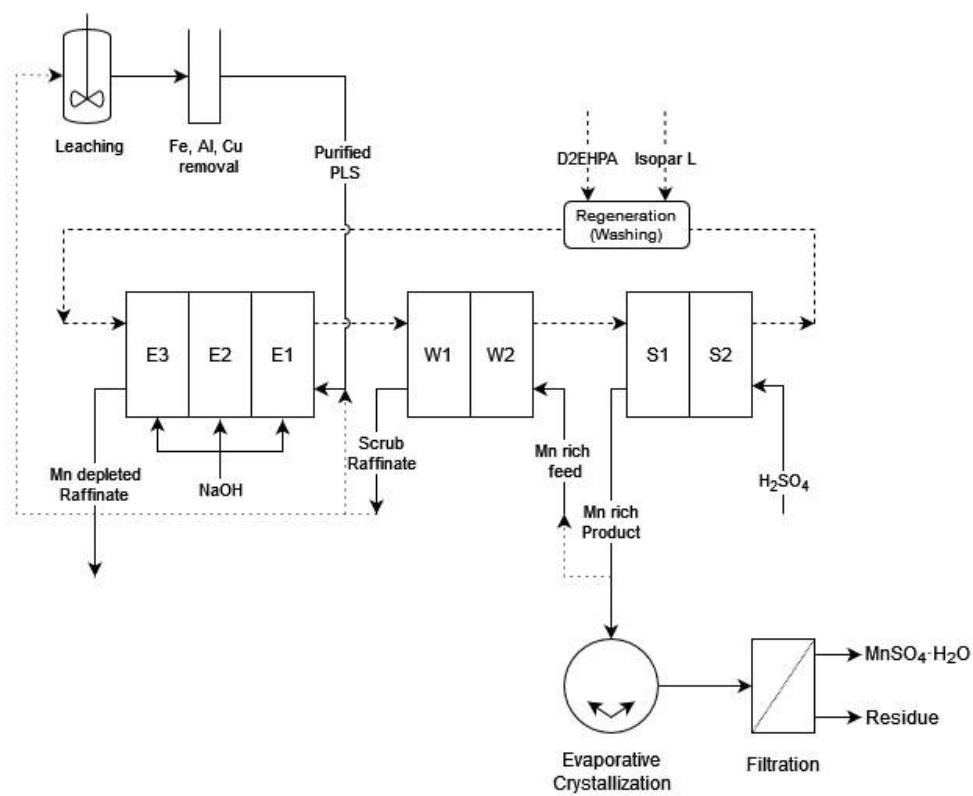 Leaching
Fe, Al, Cu
removal
Purified
PLS
D2EHPA
Isopar L
Regeneration
(Washing)
E3
E2
E1
W1
W2
S1
S2
Mn depleted
Raffinate
NaOH
Scrub
Raffinate
Mn rich
feed
Mn rich
Product
H₂SO₄
MnSO₄·H₂O
Residue
Evaporative
Crystallization
Filtration